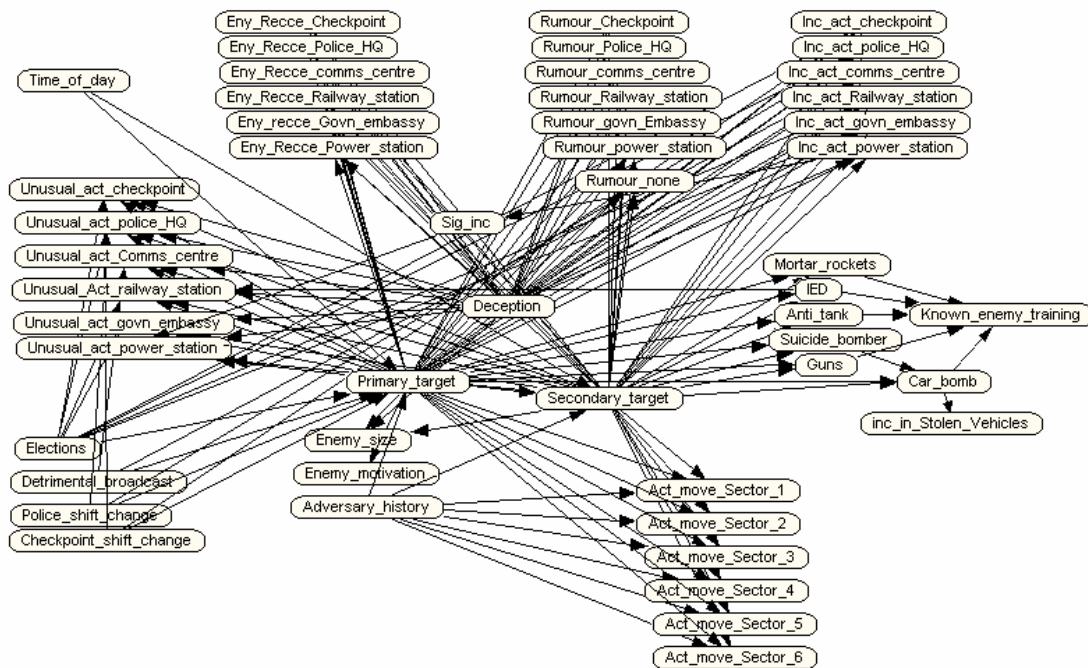 Eny_Recce_Checkpoint
Rumour_Checkpoint
Inc_act_checkpoint
Eny_Recce_Police_HQ
Rumour_Police_HQ
Inc_act_police_HQ
Time_of_day
Eny_Recce_comms_centre
Rumour_comms_centre
Inc_act_comms_centre
Eny_Recce_Railway_station
Rumour_Railway_station
Inc_act_Railway_station
Eny_recce_Govn_embassy
Rumour_govn_Embassy
Inc_act_govn_embassy
Eny_Recce_Power_station
Rumour_power_station
Inc_act_power_station
Unusual_act_checkpoint
Rumour_none
Unusual_act_police_HQ
Sig_inc
Unusual_act_Comms_centre
Mortar_rockets
Unusual_Act_railway_station
IED
Deception
Unusual_act_govn_embassy
Anti_tank
Known_enemy_training
Unusual_act_power_station
Suicide_bomber
Guns
Primary_target
Car_bomb
Secondary_target
inc_in_Stolen_Vehicles
Elections
Enemy_size
Detrimental_broadcast
Enemy_motivation
Act_move_Sector_1
Police_shift_change
Adversary_history
Act_move_Sector_2
Checkpoint_shift_change
Act_move_Sector_3
Act_move_Sector_4
Act_move_Sector_5
Act_move_Sector_6